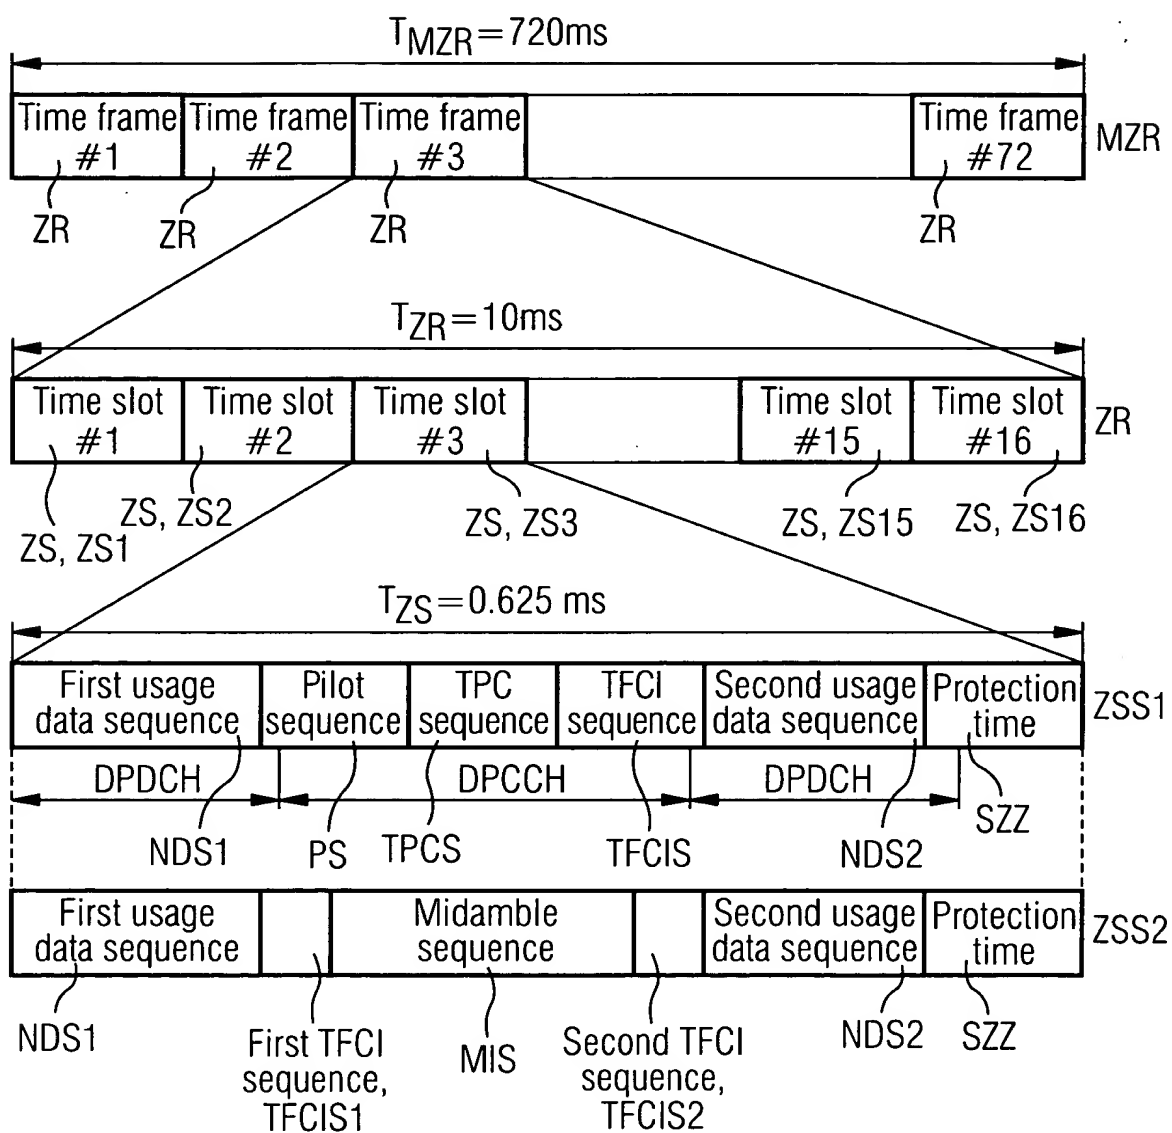 T_MZR=720ms
Time frame #1
Time frame #2
Time frame #3
Time frame #72
MZR
ZR
ZR
ZR
ZR
T_ZR=10ms
Time slot #1
Time slot #2
Time slot #3
Time slot #15
Time slot #16
ZR
ZS, ZS1
ZS, ZS2
ZS, ZS3
ZS, ZS15
ZS, ZS16
T_ZS=0.625 ms
First usage
data sequence
Pilot
sequence
TPC
sequence
TFCI
sequence
Second usage
data sequence
Protection
time
ZSS1
DPDCH
DPCCH
DPDCH
NDS1
PS
TPCS
TFCIS
NDS2
SZZ
First usage
data sequence
Midamble
sequence
Second usage
data sequence
Protection
time
ZSS2
NDS1
First TFCI
sequence,
TFCIS1
MIS
Second TFCI
sequence,
TFCIS2
NDS2
SZZ